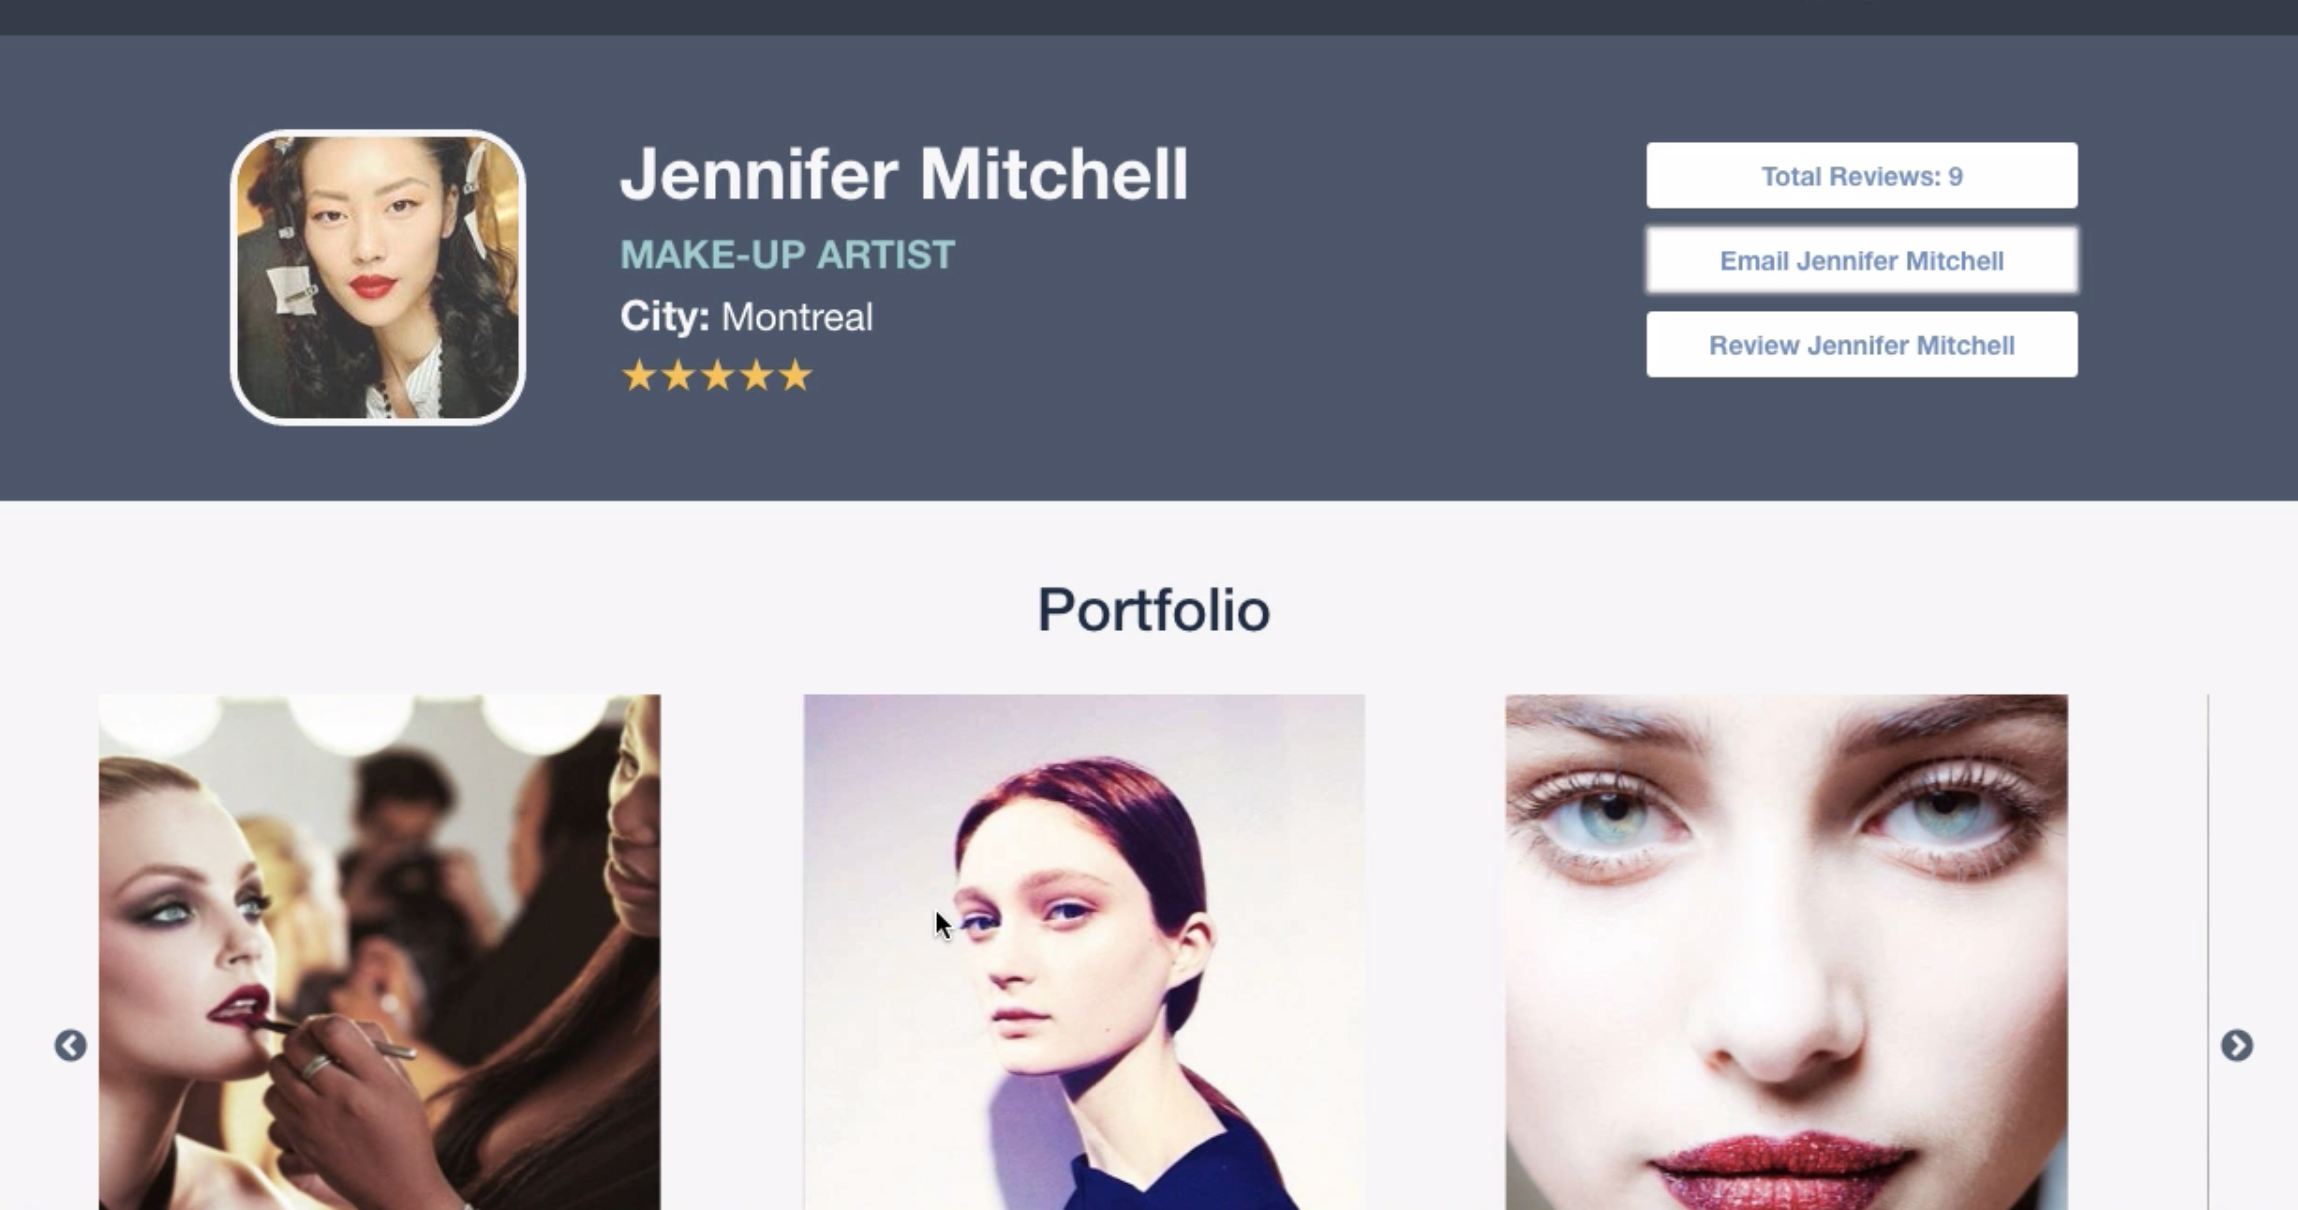 Jennifer Mitchell
MAKE-UP ARTIST
City: Montreal
Total Reviews: 9
Email Jennifer Mitchell
Review Jennifer Mitchell
Portfolio